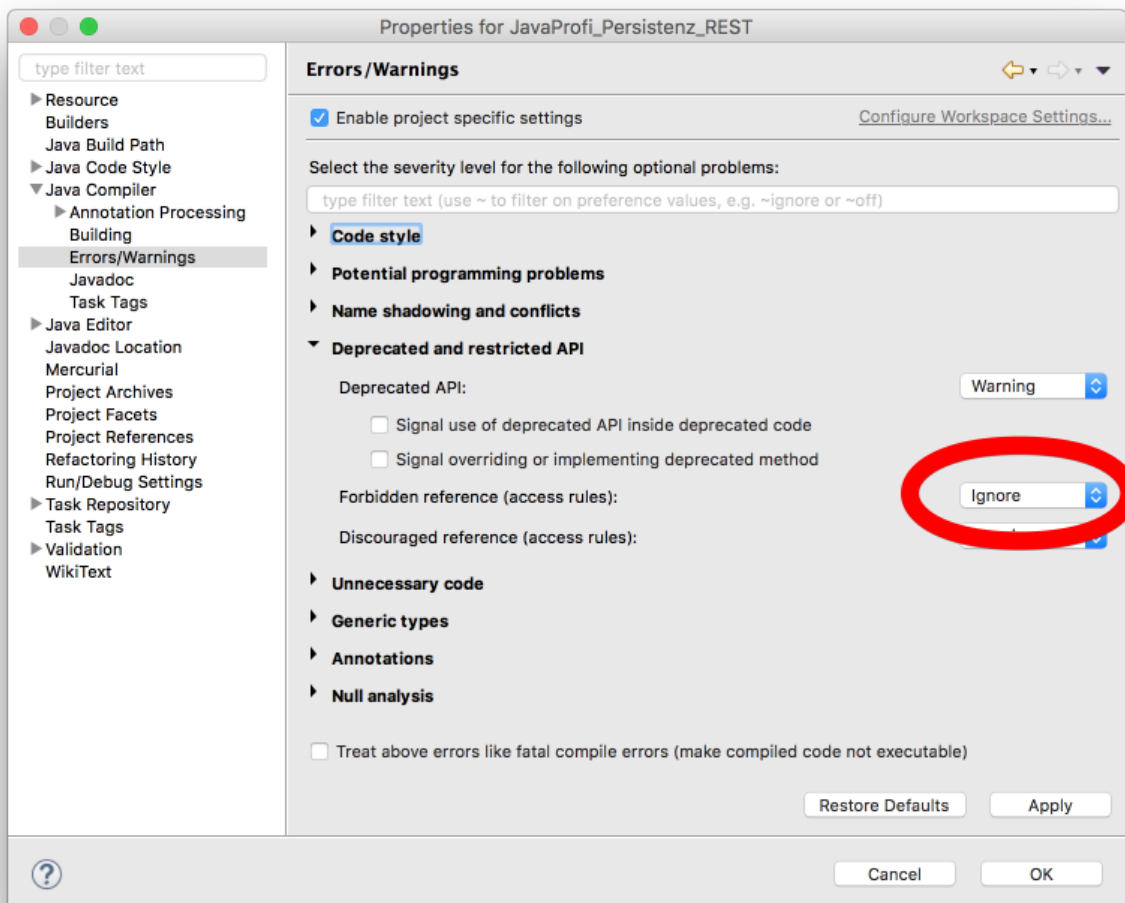 Properties for JavaProfi_Persistenz_REST
type filter text
Resource
Builders
Java Build Path
Java Code Style
Java Compiler
Annotation Processing
Building
Errors/Warnings
Javadoc
Task Tags
Java Editor
Javadoc Location
Mercurial
Project Archives
Project Facets
Project References
Refactoring History
Run/Debug Settings
Task Repository
Task Tags
Validation
WikiText
Errors/Warnings
Enable project specific settings
Configure Workspace Settings...
Select the severity level for the following optional problems:
type filter text (use ~ to filter on preference values, e.g. ~ignore or ~off)
Code style
Potential programming problems
Name shadowing and conflicts
Deprecated and restricted API
Deprecated API:
Warning
Signal use of deprecated API inside deprecated code
Signal overriding or implementing deprecated method
Forbidden reference (access rules):
Ignore
Discouraged reference (access rules):
Unnecessary code
Generic types
Annotations
Null analysis
Treat above errors like fatal compile errors (make compiled code not executable)
Restore Defaults
Apply
?
Cancel
OK